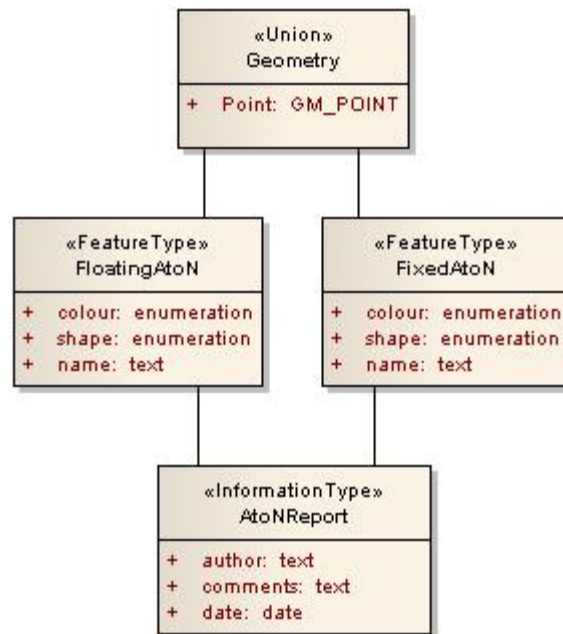 «Union»
Geometry
+ Point: GM_POINT
«FeatureType»
FloatingAtoN
+ colour: enumeration
+ shape: enumeration
+ name: text
«FeatureType»
FixedAtoN
+ colour: enumeration
+ shape: enumeration
+ name: text
«InformationType»
AtoNReport
+ author: text
+ comments: text
+ date: date